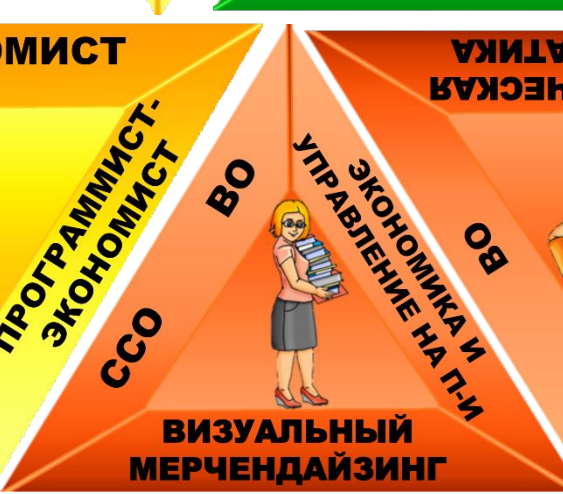 ОМИСТ
ПРОГРАММИСТ-
ЭКОНОМИСТ
ССО
ВО
ЭКОНОМИКА И
УПРАВЛЕНИЕ НА П-И
ВИЗУАЛЬНЫЙ
МЕРЧЕНДАЙЗИНГ
ЧЕСКАЯ
АТИКА
ВО